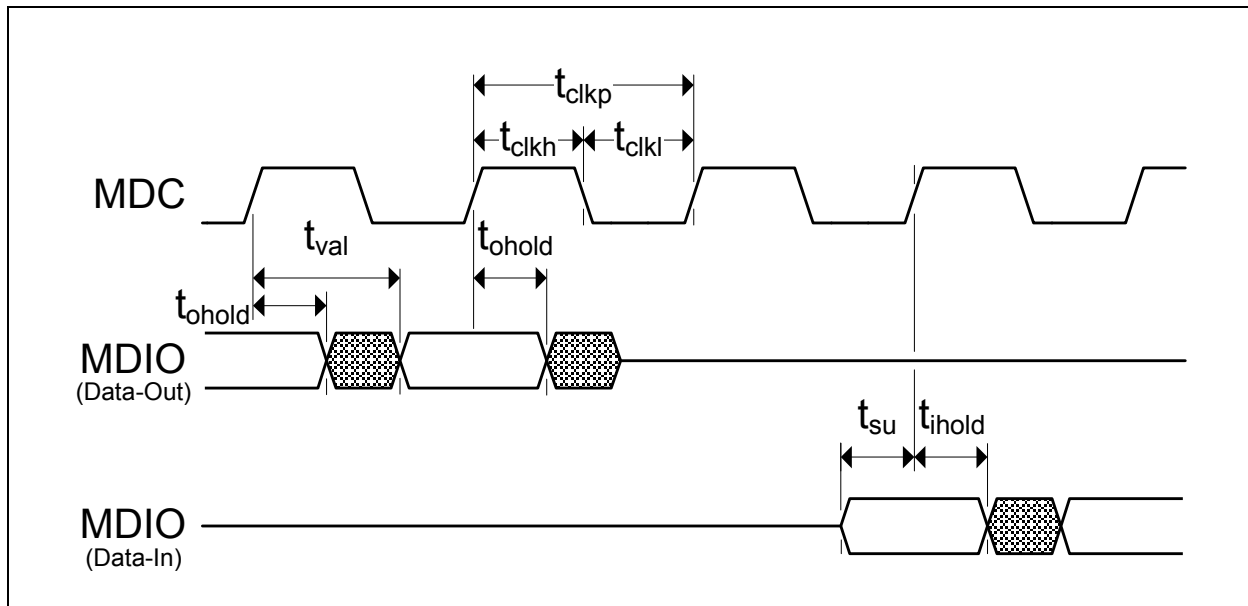 tclkp
tclkh
tclkl
MDC
tval
tohold
tohold
MDIO
(Data-Out)
tsu
tihold
MDIO
(Data-In)